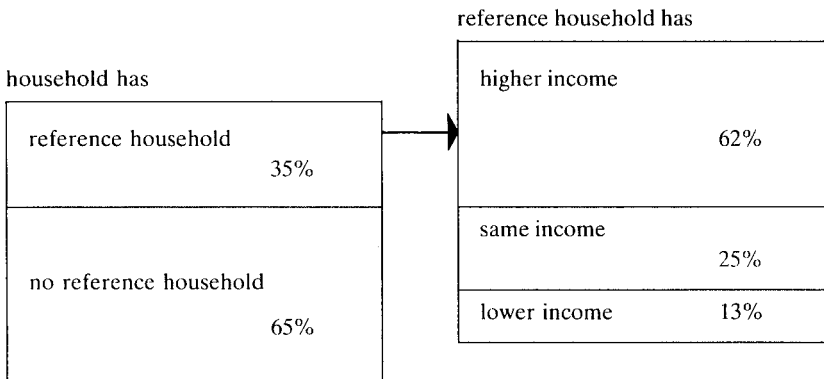 household has
reference household
35%
no reference household
65%
reference household has
higher income
62%
same income
25%
lower income 13%